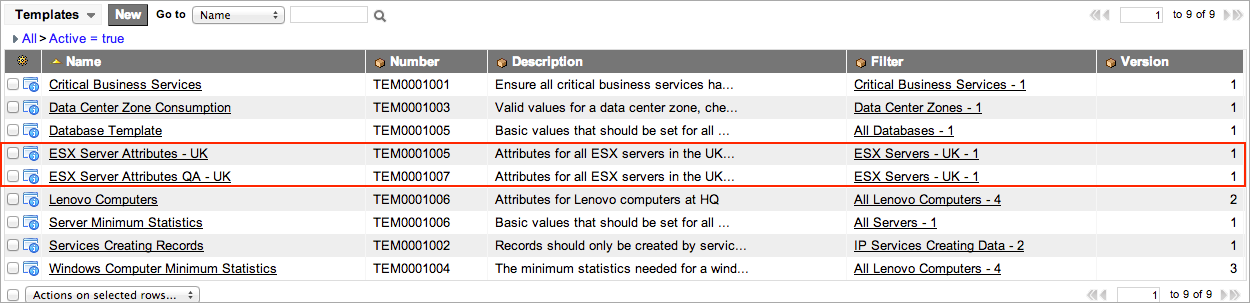 Templates New Go to Name 1 to 9 of 9
All > Active = true
Name Number Description Filter Version
Critical Business Services TEM0001001 Ensure all critical business services ha... Critical Business Services - 1 1
Data Center Zone Consumption TEM0001003 Valid values for a data center zone, che... Data Center Zones - 1 1
Database Template TEM0001005 Basic values that should be set for all ... All Databases - 1 1
ESX Server Attributes - UK TEM0001005 Attributes for all ESX servers in the UK... ESX Servers - UK - 1 1
ESX Server Attributes QA - UK TEM0001007 Attributes for all ESX servers in the UK... ESX Servers - UK - 1 1
Lenovo Computers TEM0001006 Attributes for Lenovo computers at HQ All Lenovo Computers - 4 2
Server Minimum Statistics TEM0001006 Basic values that should be set for all ... All Servers - 1 1
Services Creating Records TEM0001002 Records should only be created by servic... IP Services Creating Data - 2 1
Windows Computer Minimum Statistics TEM0001004 The minimum statistics needed for a wind... All Lenovo Computers - 4 3
Actions on selected rows... 1 to 9 of 9